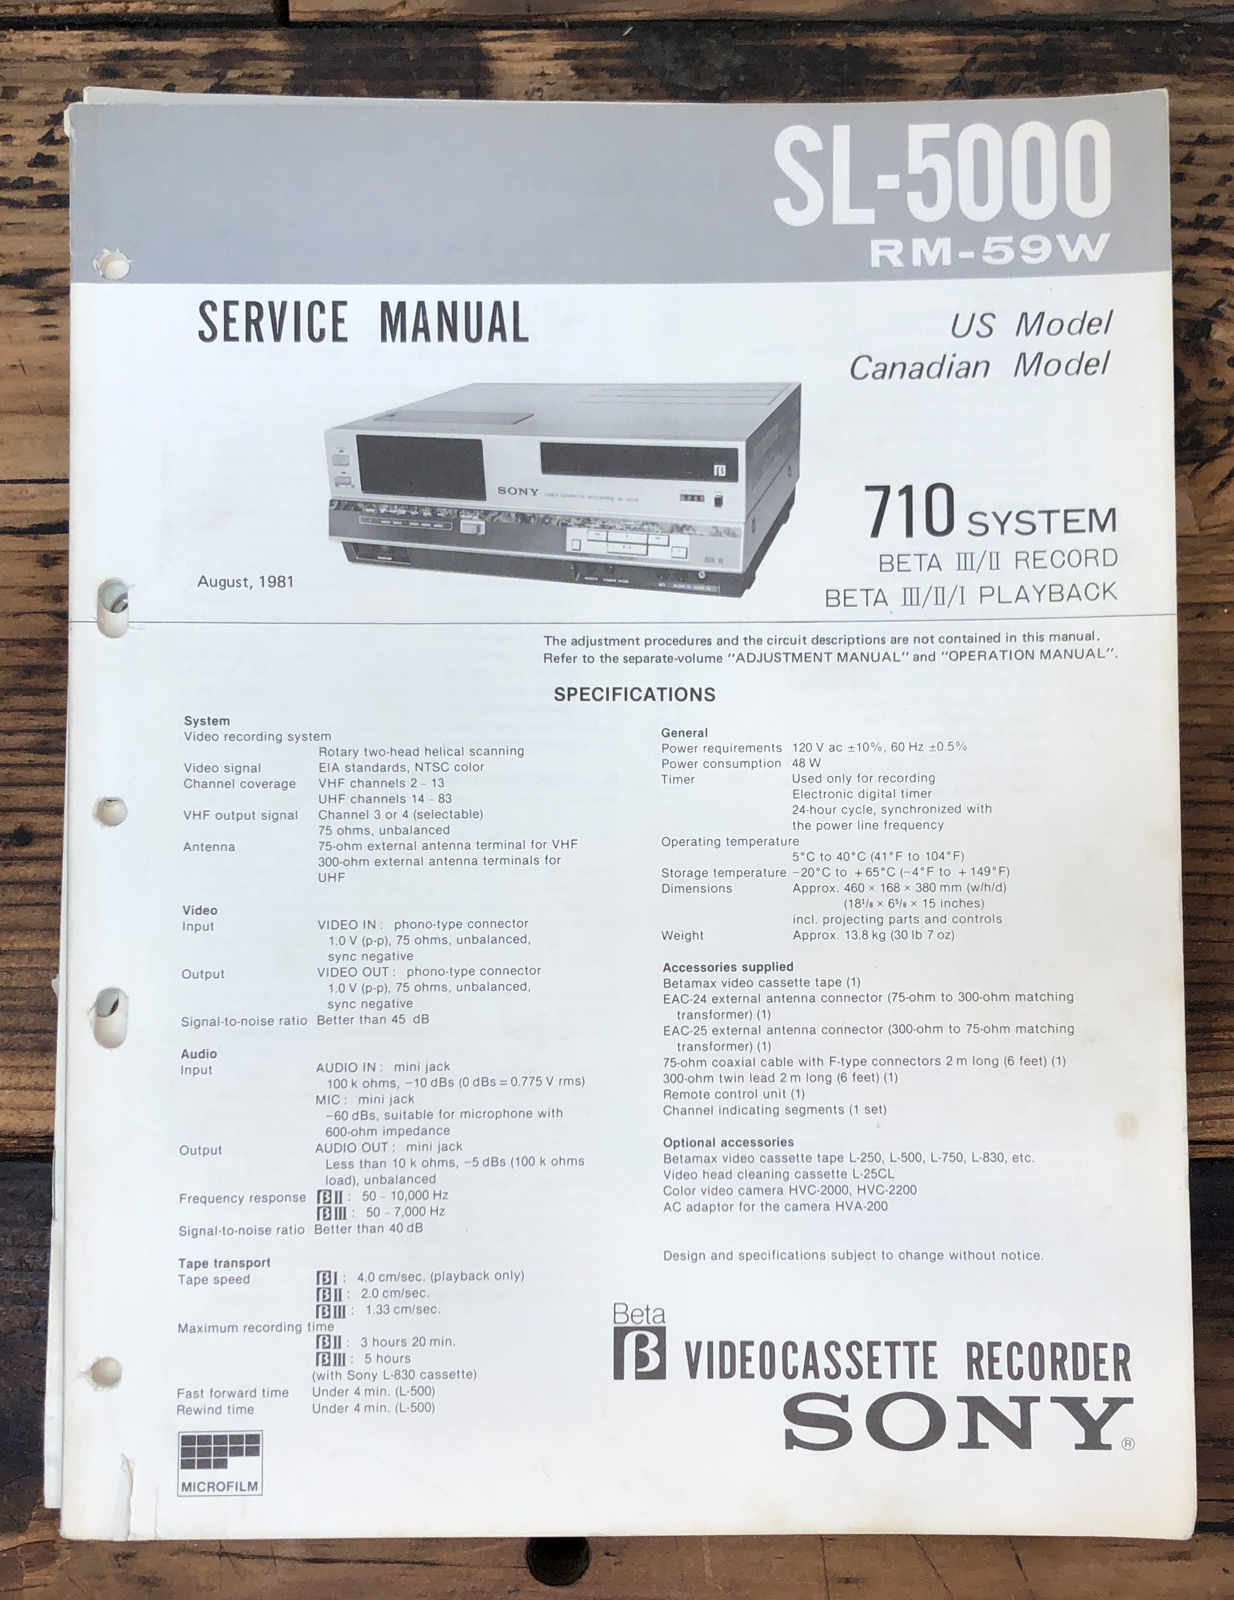 SL-5000
RM-59W
SERVICE MANUAL
US Model
Canadian Model
SONY
710 SYSTEM
BETA III/II RECORD
BETA III/II/I PLAYBACK
August, 1981
The adjustment procedures and the circuit descriptions are not contained in this manual.
Refer to the separate-volume "ADJUSTMENT MANUAL" and "OPERATION MANUAL".
SPECIFICATIONS
System
Video recording system
Rotary two-head helical scanning
Video signal EIA standards, NTSC color
Channel coverage VHF channels 2 - 13
UHF channels 14 - 83
VHF output signal Channel 3 or 4 (selectable)
75 ohms, unbalanced
Antenna 75-ohm external antenna terminal for VHF
300-ohm external antenna terminals for
UHF
Video
Input VIDEO IN: phono-type connector
1.0 V (p-p), 75 ohms, unbalanced,
sync negative
Output VIDEO OUT: phono-type connector
1.0 V (p-p), 75 ohms, unbalanced,
sync negative
Signal-to-noise ratio Better than 45 dB
Audio
Input AUDIO IN: mini jack
100 k ohms, −10 dBs (0 dBs = 0.775 V rms)
MIC: mini jack
−60 dBs, suitable for microphone with
600-ohm impedance
Output AUDIO OUT: mini jack
Less than 10 k ohms, −5 dBs (100 k ohms
load), unbalanced
Frequency response βII: 50 - 10,000 Hz
βIII: 50 - 7,000 Hz
Signal-to-noise ratio Better than 40 dB
Tape transport
Tape speed βI: 4.0 cm/sec. (playback only)
βII: 2.0 cm/sec.
βIII: 1.33 cm/sec.
Maximum recording time
βII: 3 hours 20 min.
βIII: 5 hours
(with Sony L-830 cassette)
Fast forward time Under 4 min. (L-500)
Rewind time Under 4 min. (L-500)
MICROFILM
General
Power requirements 120 V ac ±10%, 60 Hz ±0.5%
Power consumption 48 W
Timer Used only for recording
Electronic digital timer
24-hour cycle, synchronized with
the power line frequency
Operating temperature
5°C to 40°C (41°F to 104°F)
Storage temperature −20°C to +65°C (−4°F to +149°F)
Dimensions Approx. 460 × 168 × 380 mm (w/h/d)
(18 1/8 × 6 5/8 × 15 inches)
incl. projecting parts and controls
Weight Approx. 13.8 kg (30 lb 7 oz)
Accessories supplied
Betamax video cassette tape (1)
EAC-24 external antenna connector (75-ohm to 300-ohm matching
transformer) (1)
EAC-25 external antenna connector (300-ohm to 75-ohm matching
transformer) (1)
75-ohm coaxial cable with F-type connectors 2 m long (6 feet) (1)
300-ohm twin lead 2 m long (6 feet) (1)
Remote control unit (1)
Channel indicating segments (1 set)
Optional accessories
Betamax video cassette tape L-250, L-500, L-750, L-830, etc.
Video head cleaning cassette L-25CL
Color video camera HVC-2000, HVC-2200
AC adaptor for the camera HVA-200
Design and specifications subject to change without notice.
Beta
β VIDEOCASSETTE RECORDER
SONY®